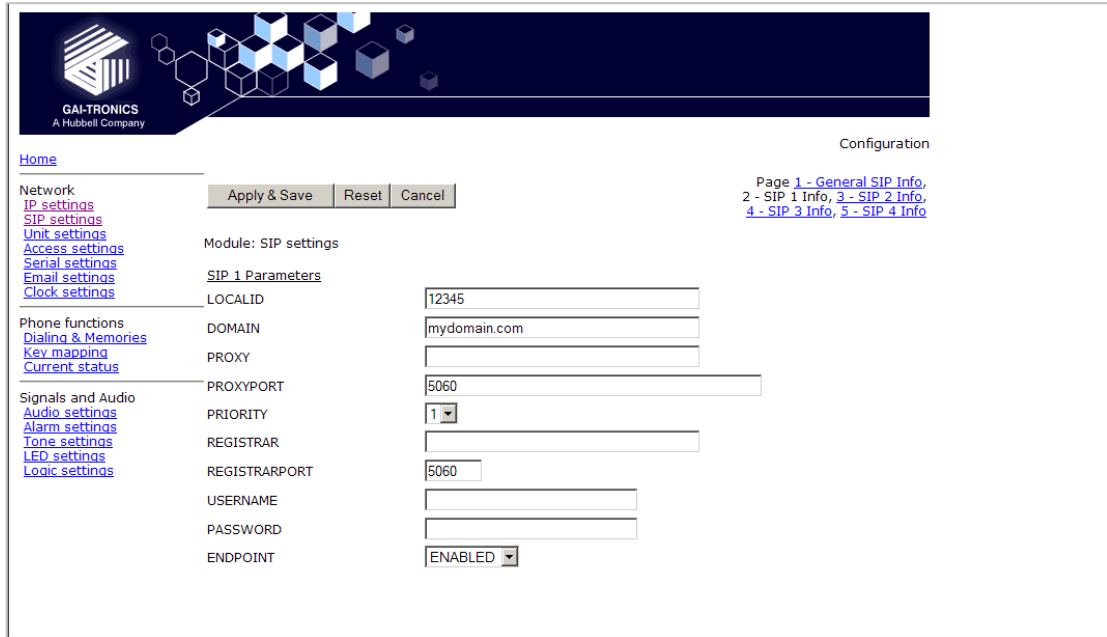 GAI-TRONICS
A Hubbell Company
Configuration
Home
Network
IP settings
SIP settings
Unit settings
Access settings
Serial settings
Email settings
Clock settings
Phone functions
Dialing & Memories
Key mapping
Current status
Signals and Audio
Audio settings
Alarm settings
Tone settings
LED settings
Logic settings
Apply & Save Reset Cancel
Page 1 - General SIP Info,
2 - SIP 1 Info, 3 - SIP 2 Info,
4 - SIP 3 Info, 5 - SIP 4 Info
Module: SIP settings
SIP 1 Parameters
LOCALID 12345
DOMAIN mydomain.com
PROXY
PROXYPORT 5060
PRIORITY 1
REGISTRAR
REGISTRARPORT 5060
USERNAME
PASSWORD
ENDPOINT ENABLED